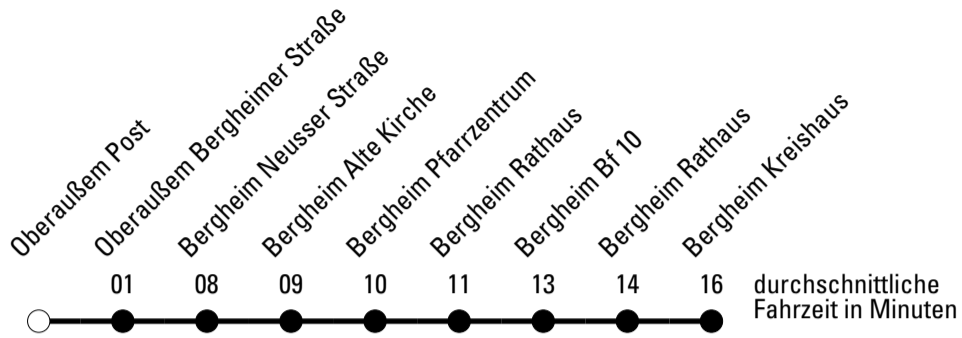 Oberaußem Post
Oberaußem Bergheimer Straße
Bergheim Neusser Straße
Bergheim Alte Kirche
Bergheim Pfarrzentrum
Bergheim Rathaus
Bergheim Bf 10
Bergheim Rathaus
Bergheim Kreishaus
01 08 09 10 11 13 14 16
durchschnittliche
Fahrzeit in Minuten